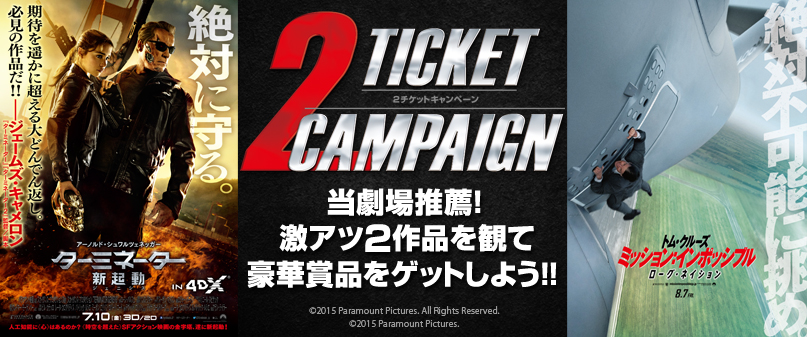 期待を遥かに超える大どんでん返し。
必見の作品だ!!
──ジェームズ・キャメロン
絶対に守る。
アーノルド・シュワルツェネッガー
ターミネーター
新起動
IN 4DX
7.10 [金] 3D/2D
2 TICKET
2チケットキャンペーン
CAMPAIGN
当劇場推薦!
激アツ2作品を観て
豪華賞品をゲットしよう!!
©2015 Paramount Pictures. All Rights Reserved.
©2015 Paramount Pictures.
絶対不可能に挑め
トム・クルーズ
ミッション:インポッシブル
ローグ・ネイション
8.7 FRI